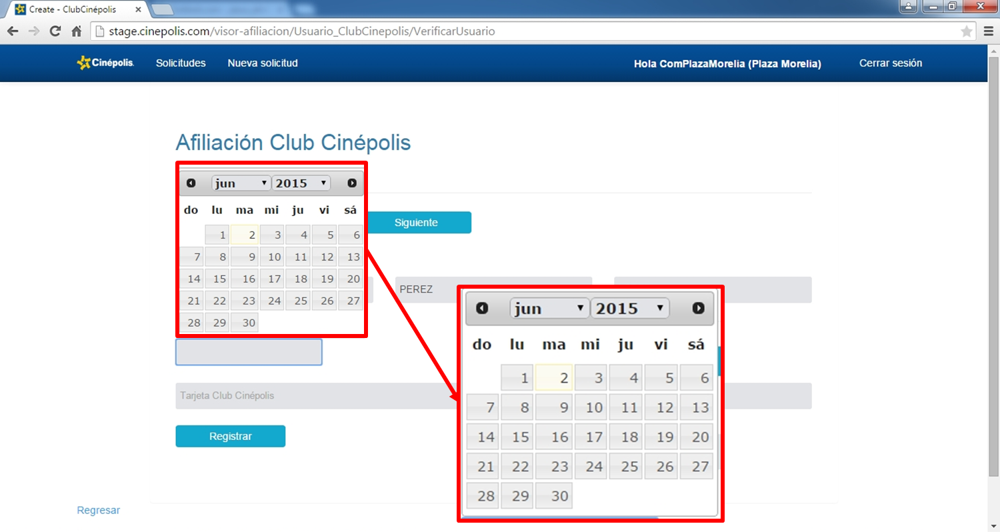 Create - ClubCinépolis
stage.cinepolis.com/visor-afiliacion/Usuario_ClubCinepolis/VerificarUsuario
Cinépolis. Solicitudes Nueva solicitud Hola ComPlazaMorelia (Plaza Morelia) Cerrar sesión
Afiliación Club Cinépolis
jun 2015
do lu ma mi ju vi sá
1 2 3 4 5 6
7 8 9 10 11 12 13
14 15 16 17 18 19 20
21 22 23 24 25 26 27
28 29 30
Siguiente
PEREZ
jun 2015
do lu ma mi ju vi sá
1 2 3 4 5 6
7 8 9 10 11 12 13
14 15 16 17 18 19 20
21 22 23 24 25 26 27
28 29 30
Tarjeta Club Cinépolis
Registrar
Regresar